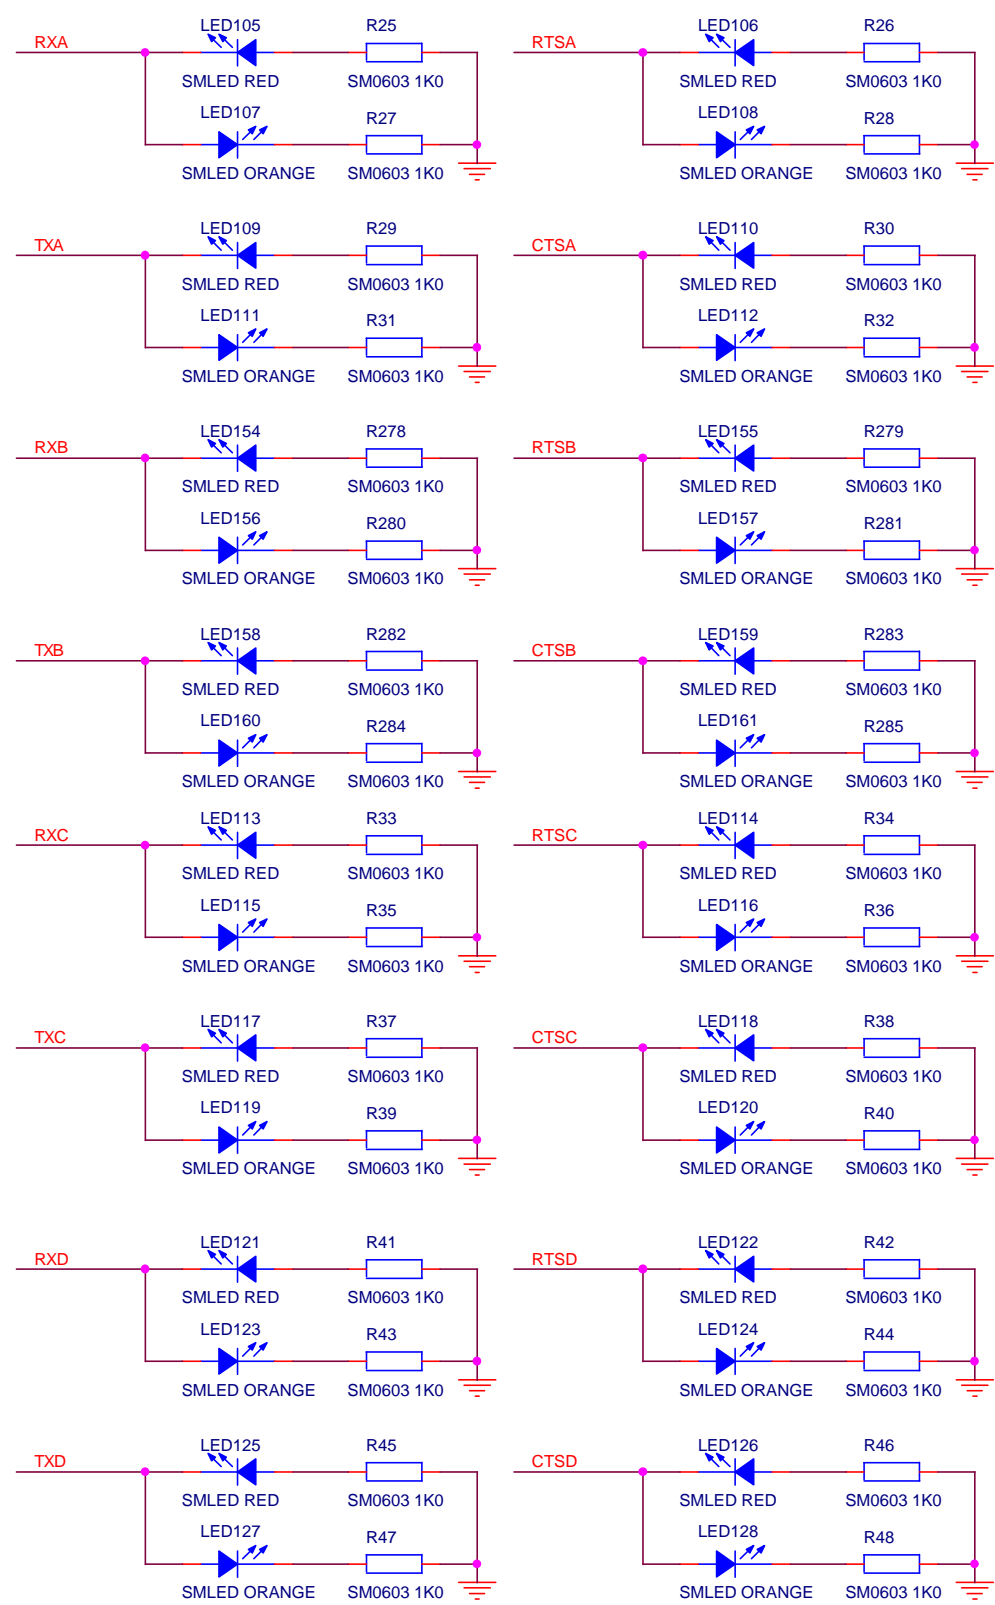 LED105 R25 LED106 R26
RXA RTSA
SMLED RED SM0603 1K0 SMLED RED SM0603 1K0
LED107 R27 LED108 R28
SMLED ORANGE SM0603 1K0 SMLED ORANGE SM0603 1K0
LED109 R29 LED110 R30
TXA CTSA
SMLED RED SM0603 1K0 SMLED RED SM0603 1K0
LED111 R31 LED112 R32
SMLED ORANGE SM0603 1K0 SMLED ORANGE SM0603 1K0
LED154 R278 LED155 R279
RXB RTSB
SMLED RED SM0603 1K0 SMLED RED SM0603 1K0
LED156 R280 LED157 R281
SMLED ORANGE SM0603 1K0 SMLED ORANGE SM0603 1K0
LED158 R282 LED159 R283
TXB CTSB
SMLED RED SM0603 1K0 SMLED RED SM0603 1K0
LED160 R284 LED161 R285
SMLED ORANGE SM0603 1K0 SMLED ORANGE SM0603 1K0
LED113 R33 LED114 R34
RXC RTSC
SMLED RED SM0603 1K0 SMLED RED SM0603 1K0
LED115 R35 LED116 R36
SMLED ORANGE SM0603 1K0 SMLED ORANGE SM0603 1K0
LED117 R37 LED118 R38
TXC CTSC
SMLED RED SM0603 1K0 SMLED RED SM0603 1K0
LED119 R39 LED120 R40
SMLED ORANGE SM0603 1K0 SMLED ORANGE SM0603 1K0
LED121 R41 LED122 R42
RXD RTSD
SMLED RED SM0603 1K0 SMLED RED SM0603 1K0
LED123 R43 LED124 R44
SMLED ORANGE SM0603 1K0 SMLED ORANGE SM0603 1K0
LED125 R45 LED126 R46
TXD CTSD
SMLED RED SM0603 1K0 SMLED RED SM0603 1K0
LED127 R47 LED128 R48
SMLED ORANGE SM0603 1K0 SMLED ORANGE SM0603 1K0